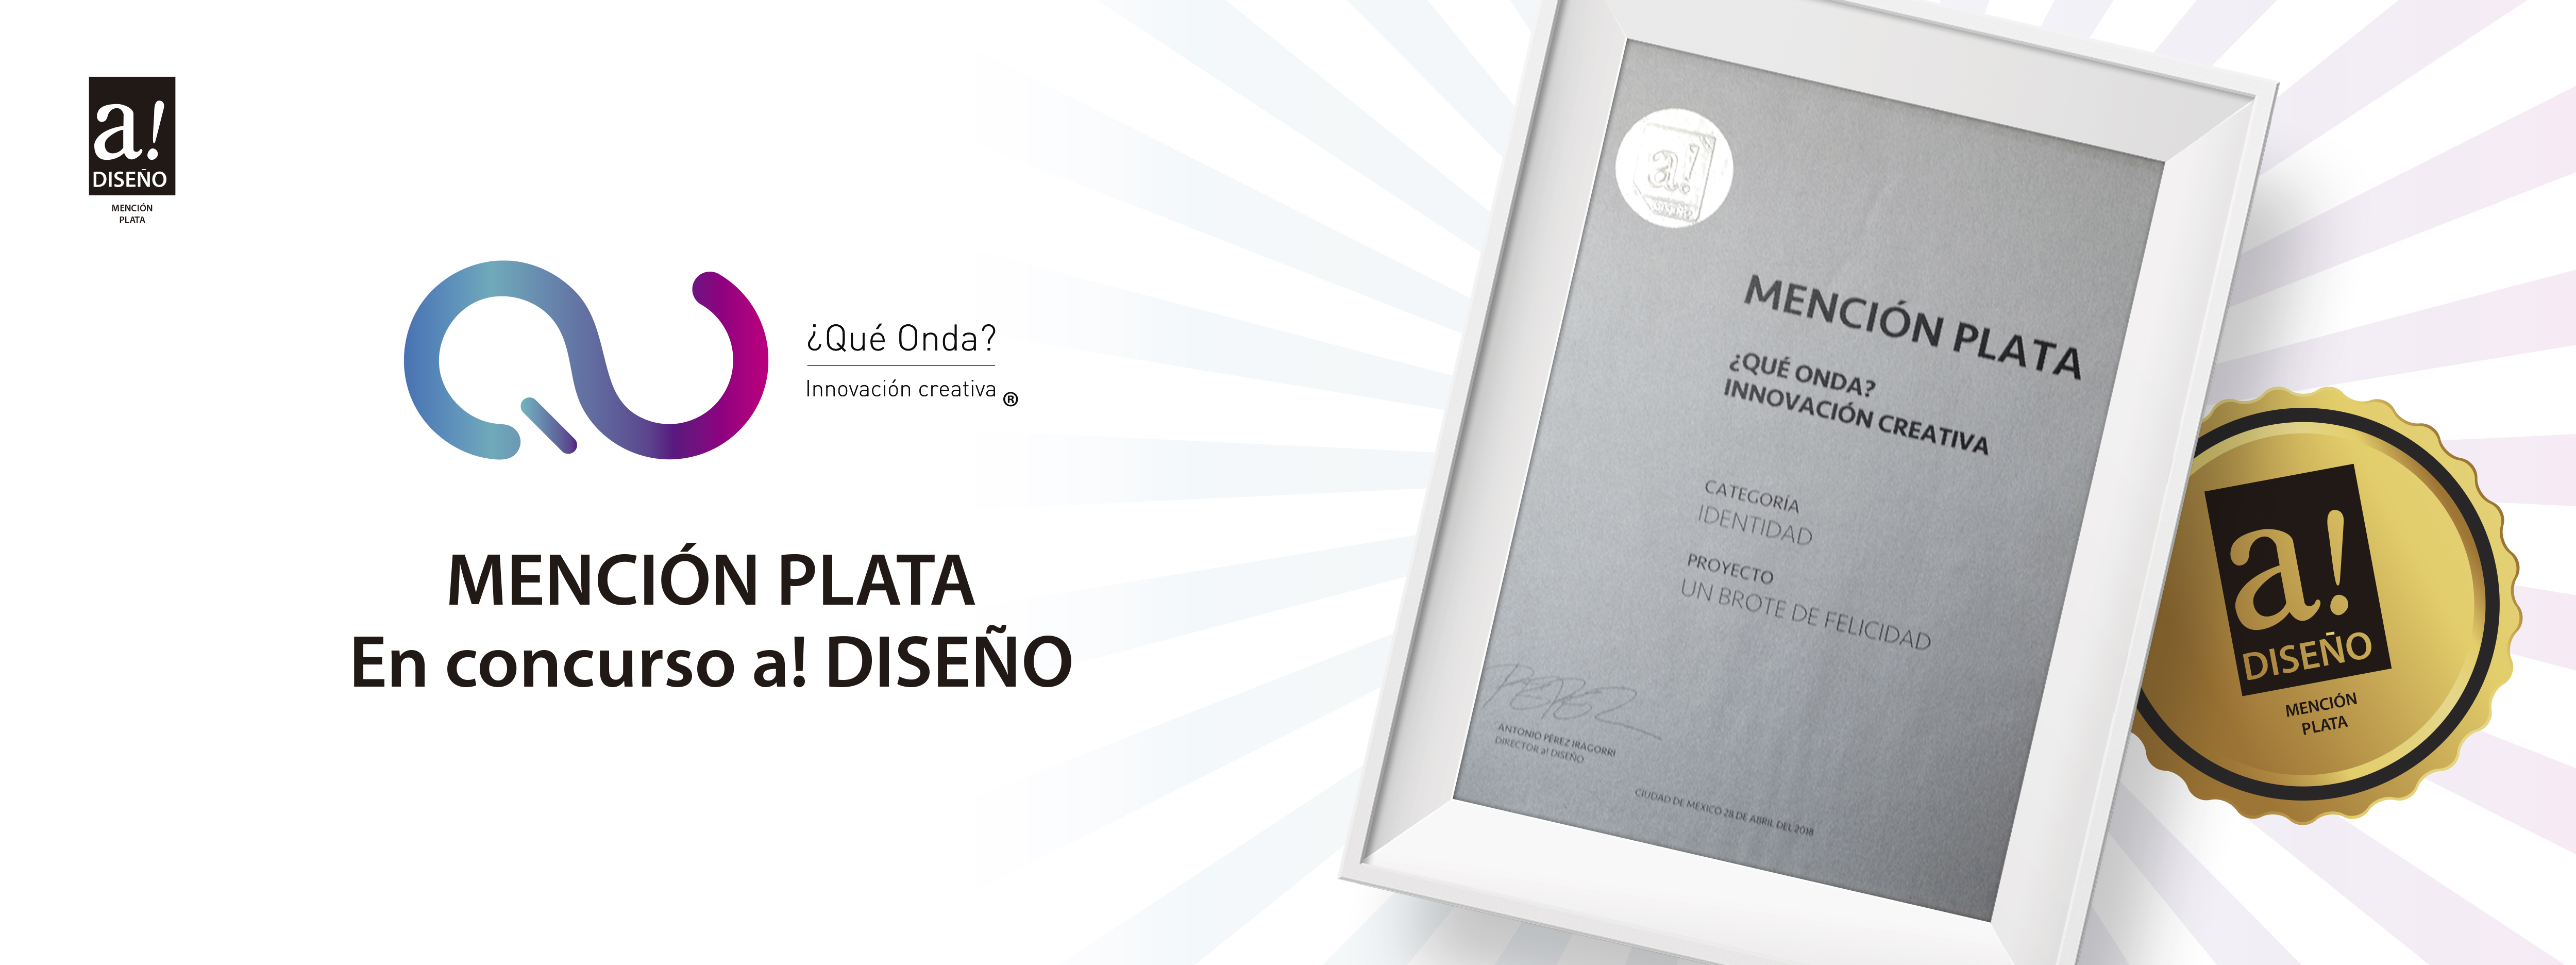 a!
DISEÑO
MENCIÓN
PLATA
¿Qué Onda?
Innovación creativa ®
MENCIÓN PLATA
En concurso a! DISEÑO
a!
DISEÑO
MENCIÓN PLATA
¿QUÉ ONDA?
INNOVACIÓN CREATIVA
CATEGORÍA
IDENTIDAD
PROYECTO
UN BROTE DE FELICIDAD
PEREZ
ANTONIO PÉREZ IRAGORRI
DIRECTOR a! DISEÑO
CIUDAD DE MÉXICO 28 DE ABRIL DEL 2018
a!
DISEÑO
MENCIÓN
PLATA